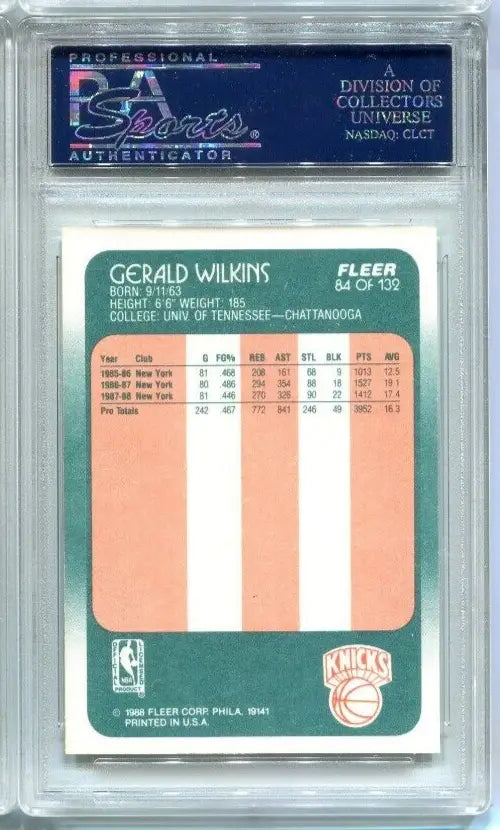 PROFESSIONAL
PSA
Sports®
AUTHENTICATOR
A
DIVISION OF
COLLECTORS
UNIVERSE
NASDAQ: CLCT
GERALD WILKINS
BORN: 9/11/63
HEIGHT: 6'6" WEIGHT: 185
COLLEGE: UNIV. OF TENNESSEE—CHATTANOOGA
FLEER
84 OF 132
Year Club G FG% REB AST STL BLK PTS AVG
1985-86 New York 81 .468 208 161 68 9 1013 12.5
1986-87 New York 80 .486 294 354 88 18 1527 19.1
1987-88 New York 81 .446 270 326 90 22 1412 17.4
Pro Totals 242 .467 772 841 246 49 3952 16.3
OFFICIAL LICENSED
NBA
PRODUCT
KNICKS
© 1988 FLEER CORP. PHILA. 19141
PRINTED IN U.S.A.